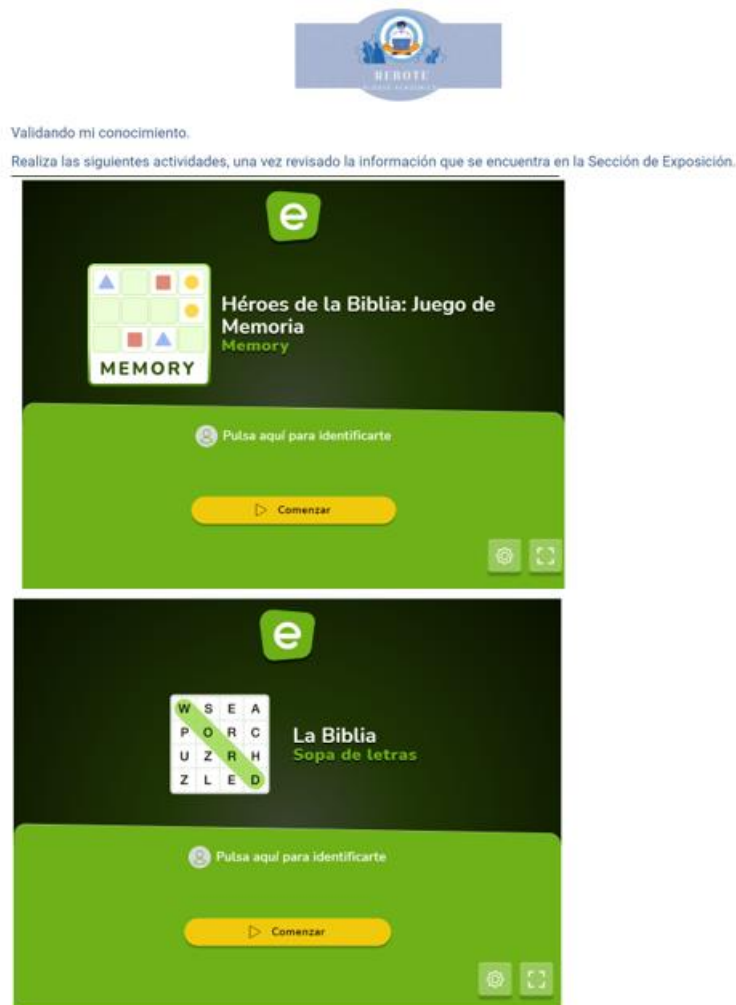 REBOTE
Validando mi conocimiento.
Realiza las siguientes actividades, una vez revisado la información que se encuentra en la Sección de Exposición.
e
MEMORY
Héroes de la Biblia: Juego de
Memoria
Memory
Pulsa aquí para identificarte
Comenzar
e
W S E A
P O R C
U Z R H
Z L E D
La Biblia
Sopa de letras
Pulsa aquí para identificarte
Comenzar